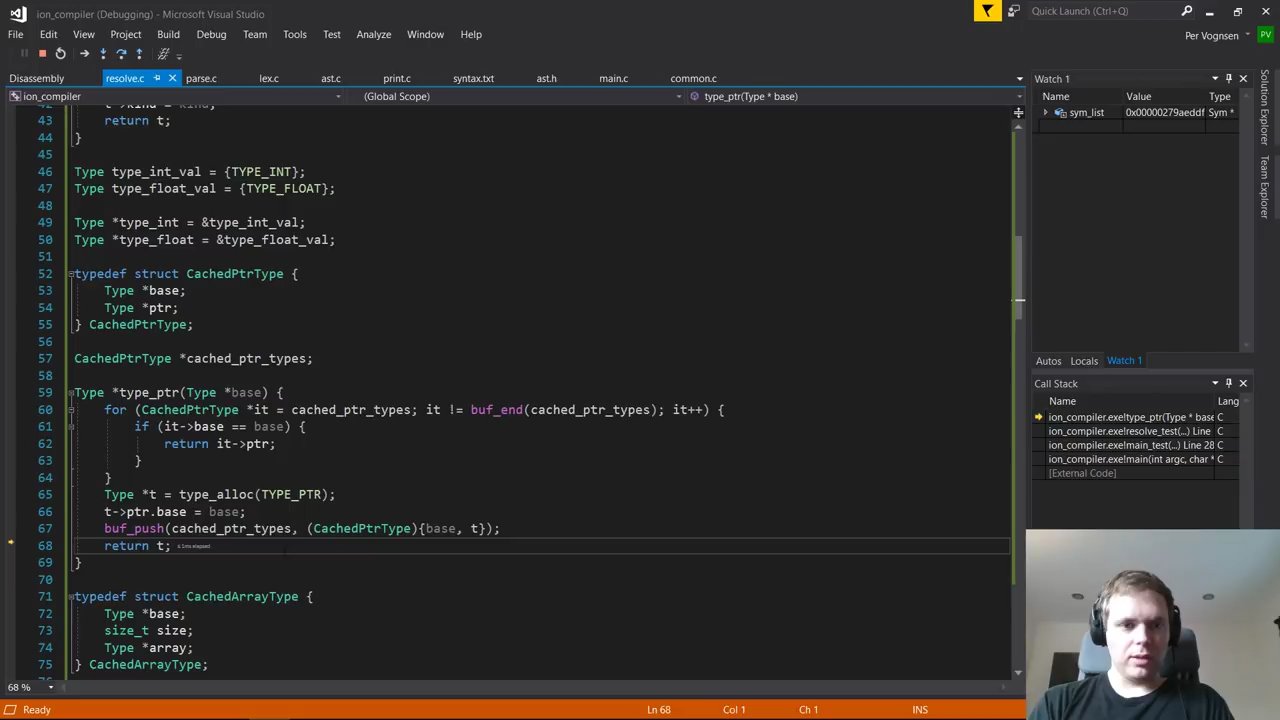 ion_compiler (Debugging) - Microsoft Visual Studio
Quick Launch (Ctrl+Q)
File Edit View Project Build Debug Team Tools Test Analyze Window Help
Per Vognsen PV
Disassembly resolve.c parse.c lex.c ast.c print.c syntax.txt ast.h main.c common.c
ion_compiler (Global Scope) type_ptr(Type * base)
43 return t;
44 }
45
46 Type type_int_val = {TYPE_INT};
47 Type type_float_val = {TYPE_FLOAT};
48
49 Type *type_int = &type_int_val;
50 Type *type_float = &type_float_val;
51
52 typedef struct CachedPtrType {
53 Type *base;
54 Type *ptr;
55 } CachedPtrType;
56
57 CachedPtrType *cached_ptr_types;
58
59 Type *type_ptr(Type *base) {
60 for (CachedPtrType *it = cached_ptr_types; it != buf_end(cached_ptr_types); it++) {
61 if (it->base == base) {
62 return it->ptr;
63 }
64 }
65 Type *t = type_alloc(TYPE_PTR);
66 t->ptr.base = base;
67 buf_push(cached_ptr_types, (CachedPtrType){base, t});
68 return t;
69 }
70
71 typedef struct CachedArrayType {
72 Type *base;
73 size_t size;
74 Type *array;
75 } CachedArrayType;
68 %
Ready Ln 68 Col 1 Ch 1 INS
Watch 1
Name Value Type
sym_list 0x00000279aeddf Sym *
Autos Locals Watch 1
Call Stack
Name Lang
ion_compiler.exe!type_ptr(Type * base C
ion_compiler.exe!resolve_test(...) Line C
ion_compiler.exe!main_test(...) Line 28 C
ion_compiler.exe!main(int argc, char * C
[External Code]
Solution Explorer
Team Explorer